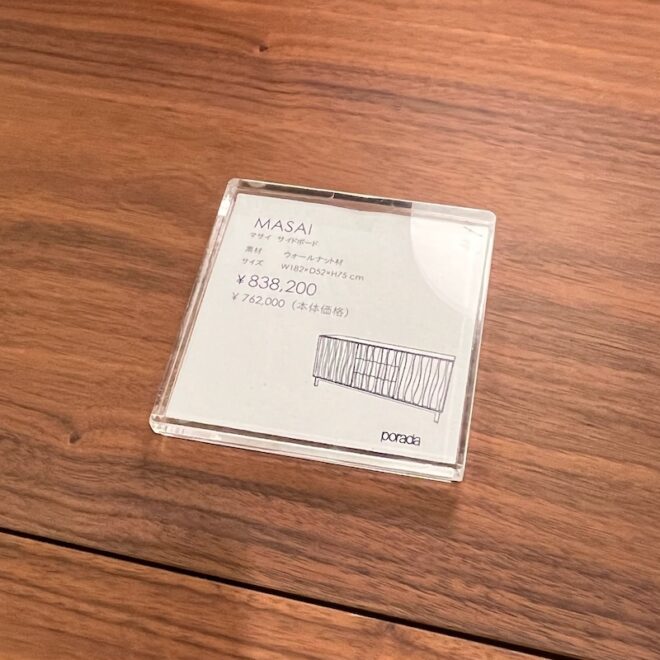 MASAI
マサイ サイドボード
素材 ウォールナット材
サイズ W182×D52×H75 cm
¥838,200
¥762,000（本体価格）
porada